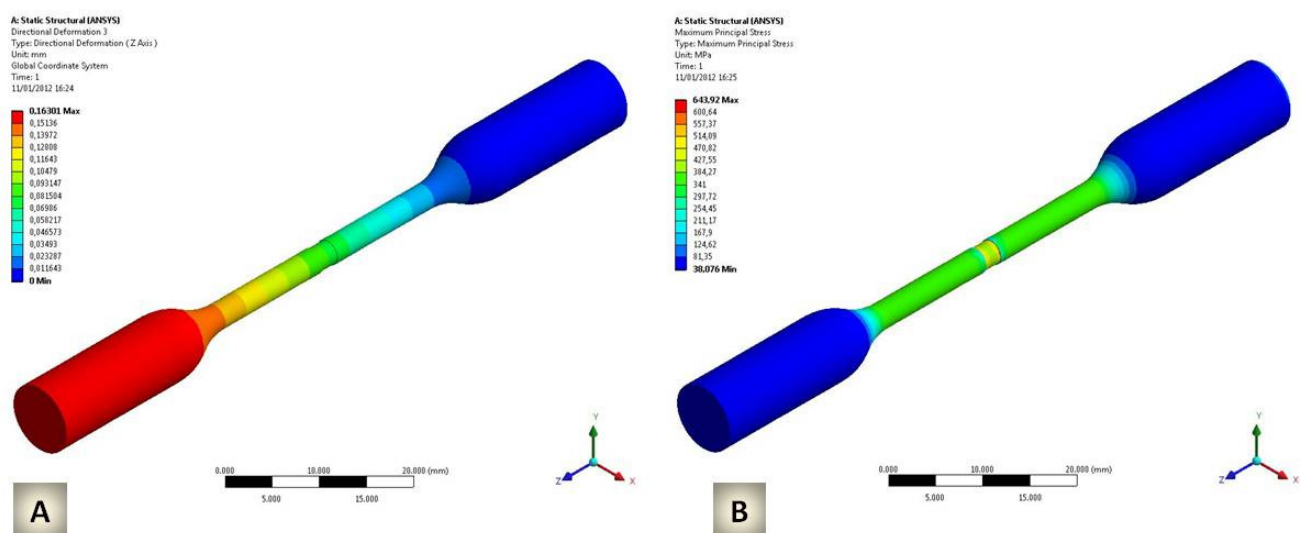 A: Static Structural (ANSYS)
Directional Deformation 3
Type: Directional Deformation ( Z Axis )
Unit: mm
Global Coordinate System
Time: 1
11/01/2012 16:24
0,16301 Max
0,15136
0,13972
0,12808
0,11643
0,10479
0,093147
0,081504
0,06986
0,058217
0,046573
0,03493
0,023287
0,011643
0 Min
0.000
10.000
20.000 (mm)
5.000
15.000
Y
Z
X
A
A: Static Structural (ANSYS)
Maximum Principal Stress
Type: Maximum Principal Stress
Unit: MPa
Time: 1
11/01/2012 16:25
643,92 Max
600,64
557,37
514,09
470,82
427,55
384,27
341
297,72
254,45
211,17
167,9
124,62
81,35
38,076 Min
0.000
10.000
20.000 (mm)
5.000
15.000
Y
Z
X
B